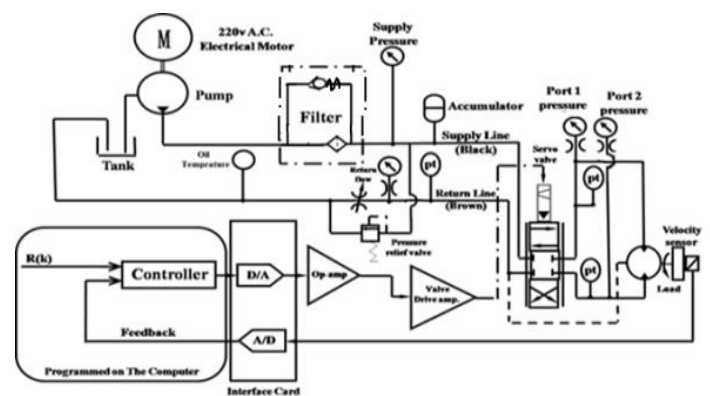 M
220v A.C.
Electrical Motor
Pump
Tank
Oil
Temprature
Filter
Supply
Pressure
Accumulator
Supply Line
(Black)
Return
flow
pt
Return Line
(Brown)
Pressure
relief valve
Servo
valve
Port 1
pressure
Port 2
pressure
pt
pt
Velocity
sensor
Load
R(k)
Controller
D/A
Op amp
Valve
Drive amp.
Feedback
A/D
Programmed on The Computer
Interface Card